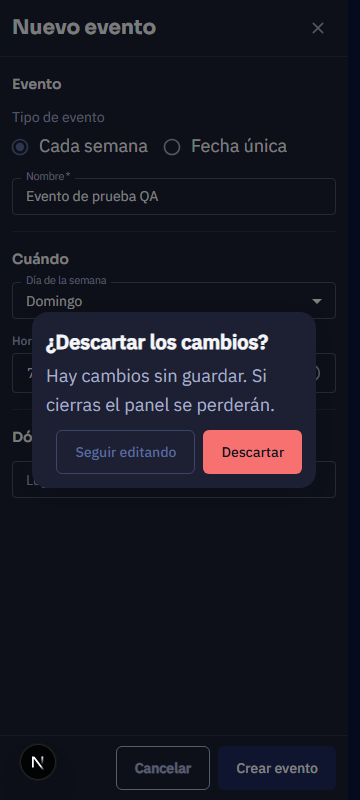 Nuevo evento
Evento
Tipo de evento
Cada semana
Fecha única
Nombre*
Evento de prueba QA
Cuándo
Día de la semana
Domingo
¿Descartar los cambios?
Hay cambios sin guardar. Si
cierras el panel se perderán.
Seguir editando
Descartar
N
Cancelar
Crear evento